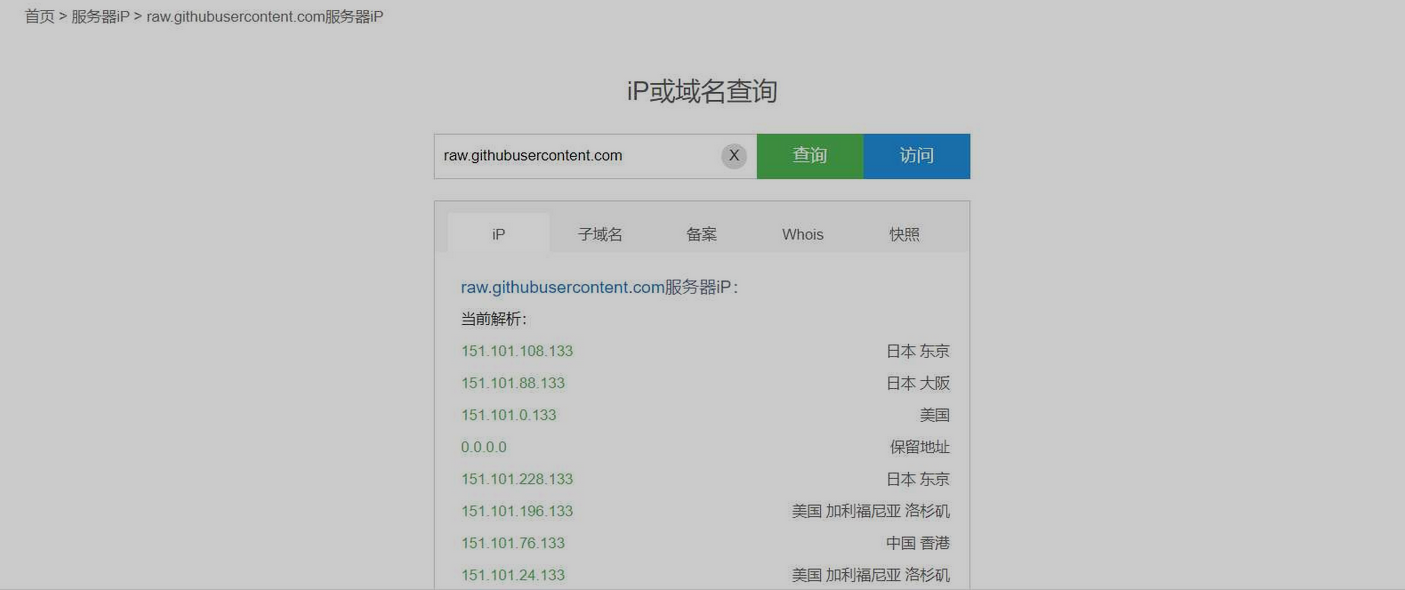 首页 > 服务器iP > raw.githubusercontent.com服务器iP
iP或域名查询
raw.githubusercontent.com X 查询 访问
iP 子域名 备案 Whois 快照
raw.githubusercontent.com服务器iP：
当前解析：
151.101.108.133 日本 东京
151.101.88.133 日本 大阪
151.101.0.133 美国
0.0.0.0 保留地址
151.101.228.133 日本 东京
151.101.196.133 美国 加利福尼亚 洛杉矶
151.101.76.133 中国 香港
151.101.24.133 美国 加利福尼亚 洛杉矶